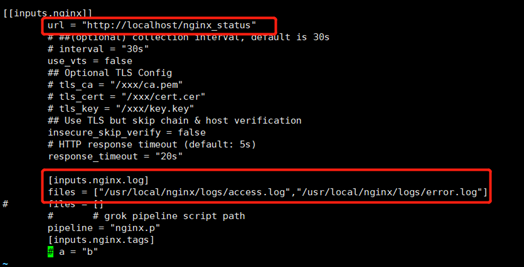 [[inputs.nginx]]
url = "http://localhost/nginx_status"
# ##(optional) collection interval, default is 30s
# interval = "30s"
use_vts = false
## Optional TLS Config
# tls_ca = "/xxx/ca.pem"
# tls_cert = "/xxx/cert.cer"
# tls_key = "/xxx/key.key"
## Use TLS but skip chain & host verification
insecure_skip_verify = false
# HTTP response timeout (default: 5s)
response_timeout = "20s"
[inputs.nginx.log]
files = ["/usr/local/nginx/logs/access.log","/usr/local/nginx/logs/error.log"]
# files = []
# # grok pipeline script path
pipeline = "nginx.p"
[inputs.nginx.tags]
# a = "b"
~